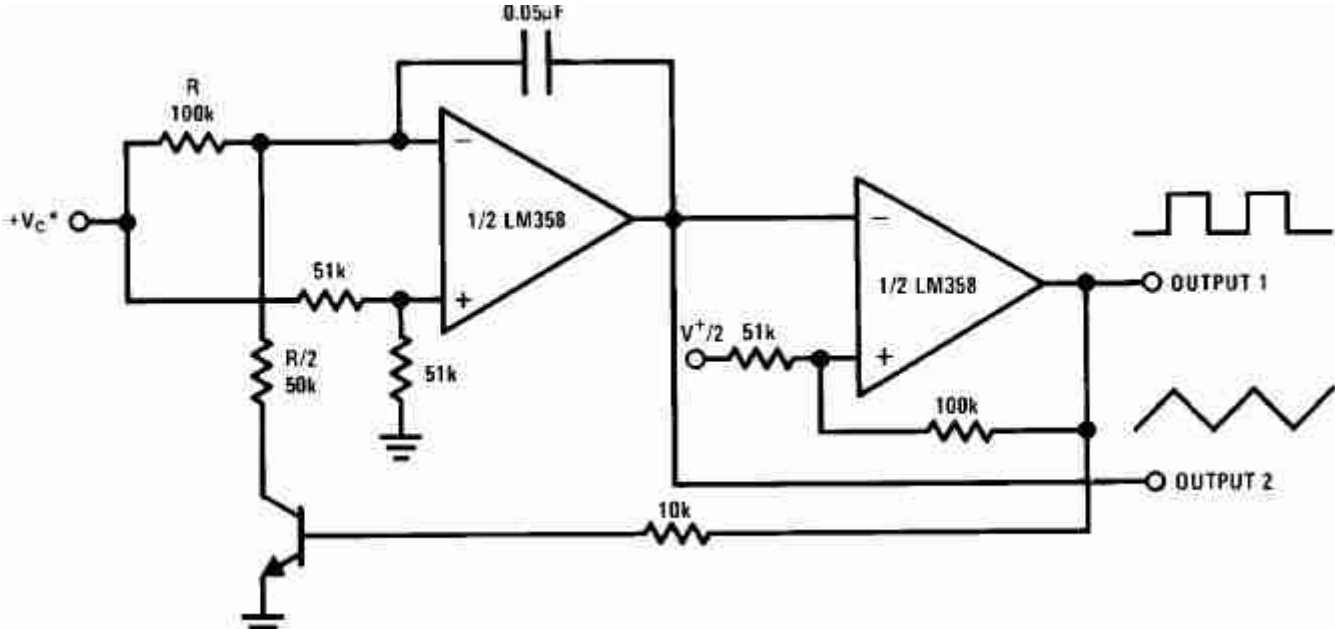 0.05μF
R
100k
−
1/2 LM358
+VC*
−
51k
1/2 LM358
OUTPUT 1
+
V+/2
51k
+
R/2
50k
51k
100k
OUTPUT 2
10k